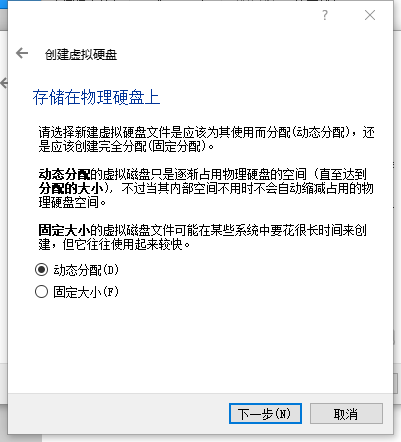 创建虚拟硬盘
存储在物理硬盘上
请选择新建虚拟硬盘文件是应该为其使用而分配(动态分配)，还
是应该创建完全分配(固定分配)。
动态分配的虚拟磁盘只是逐渐占用物理硬盘的空间（直至达到
分配的大小），不过当其内部空间不用时不会自动缩减占用的物
理硬盘空间。
固定大小的虚拟磁盘文件可能在某些系统中要花很长时间来创
建，但它往往使用起来较快。
动态分配(D)
固定大小(F)
下一步(N)
取消